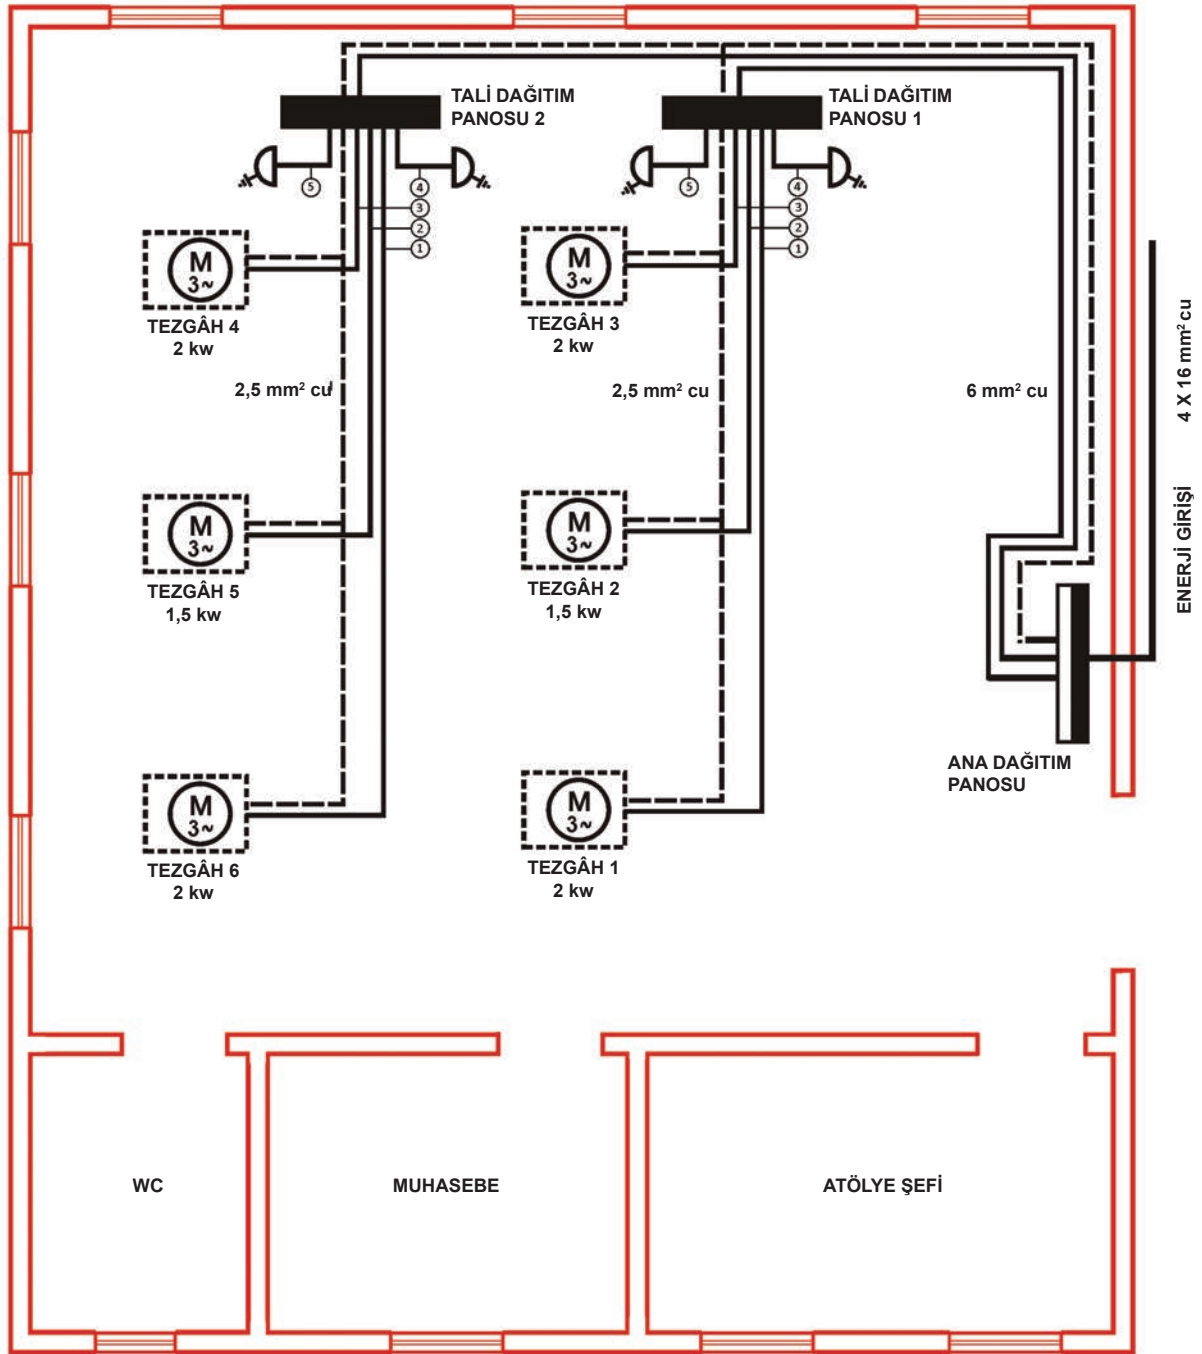 TALİ DAĞITIM
PANOSU 2
TALİ DAĞITIM
PANOSU 1
5
4
3
2
1
5
4
3
2
1
M
3~
TEZGÂH 4
2 kw
M
3~
TEZGÂH 3
2 kw
2,5 mm² cu
2,5 mm² cu
6 mm² cu
4 X 16 mm² cu
ENERJİ GİRİŞİ
M
3~
TEZGÂH 5
1,5 kw
M
3~
TEZGÂH 2
1,5 kw
ANA DAĞITIM
PANOSU
M
3~
TEZGÂH 6
2 kw
M
3~
TEZGÂH 1
2 kw
WC
MUHASEBE
ATÖLYE ŞEFİ